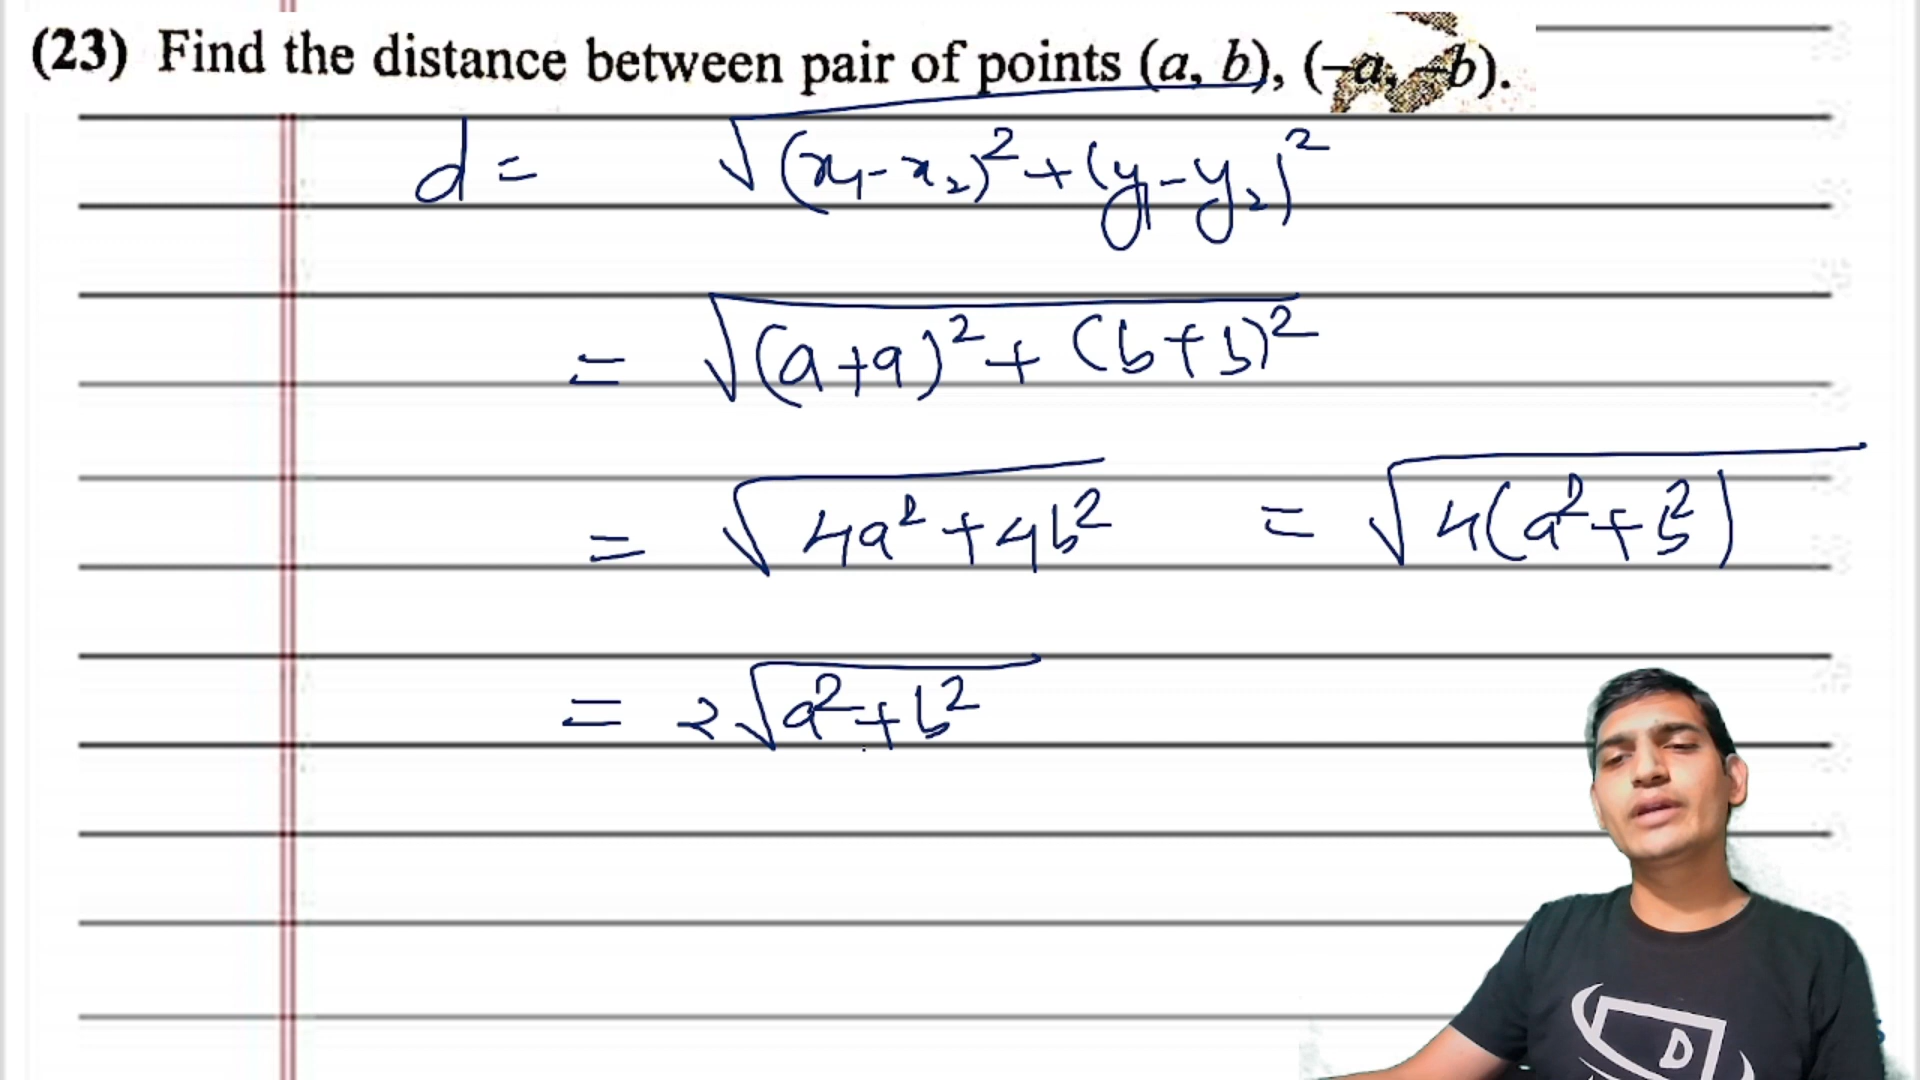 (23) Find the distance between pair of points (a, b), (–a, –b).
d = √(x₁-x₂)² + (y₁-y₂)²
= √(a+a)² + (b+b)²
= √4a² + 4b² = √4(a² + b²)
= 2√a² + b²
D